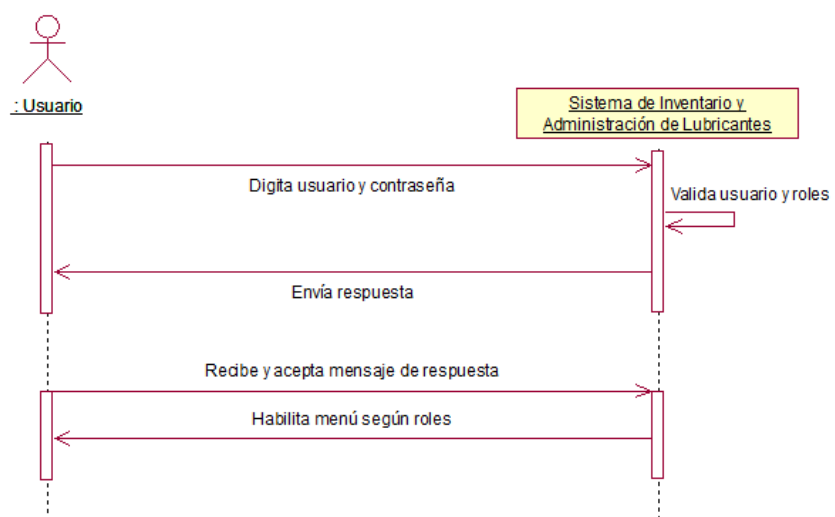 : Usuario
Sistema de Inventario y
Administración de Lubricantes
Digita usuario y contraseña
Valida usuario y roles
Envía respuesta
Recibe y acepta mensaje de respuesta
Habilita menú según roles